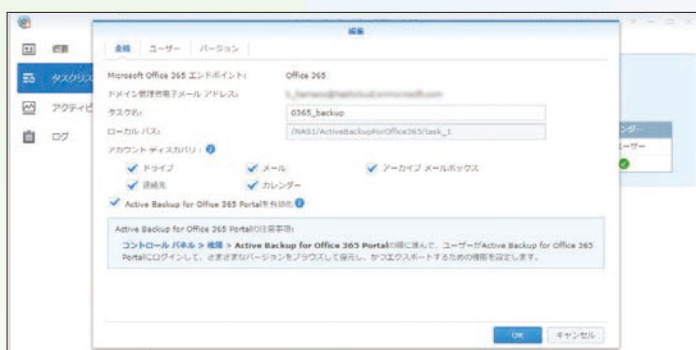 編集
概要
タスクリス
アクティビ
ログ
全般 ユーザー バージョン
Microsoft Office 365 エンドポイント: Office 365
ドメイン管理者電子メール アドレス:
タスク名: 0365_backup
ローカル パス: /NAS1/ActiveBackupForOffice365/task_1
アカウント ディスカバリ:
ドライブ メール アーカイブ メールボックス
連絡先 カレンダー
Active Backup for Office 365 Portalを有効化
Active Backup for Office 365 Portalの注意事項:
コントロール パネル > 権限 > Active Backup for Office 365 Portalの順に進んで、ユーザーがActive Backup for Office 365
Portalにログインして、さまざまなバージョンをブラウズして復元し、かつエクスポートするための権限を設定します。
ンダー
ユーザー
OK キャンセル